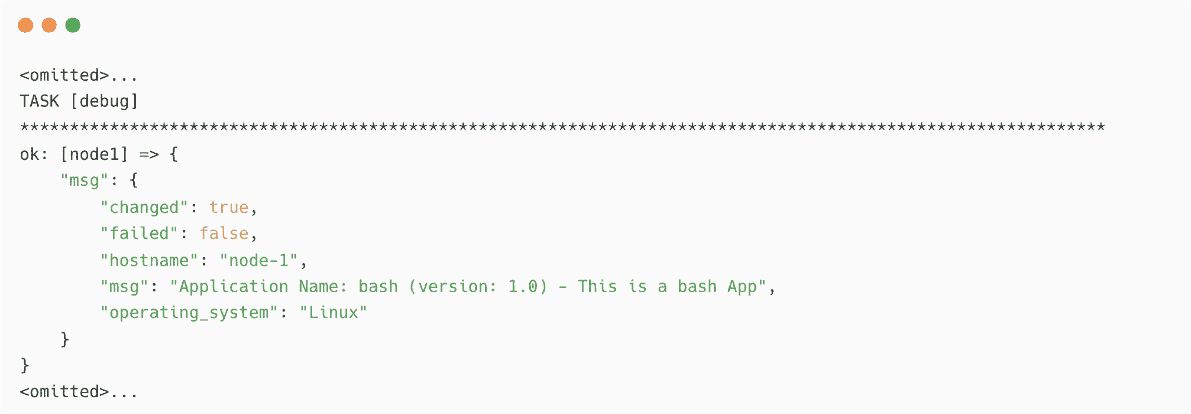 <omitted>...
TASK [debug]
*************************************************************************************************************
ok: [node1] => {
    "msg": {
        "changed": true,
        "failed": false,
        "hostname": "node-1",
        "msg": "Application Name: bash (version: 1.0) - This is a bash App",
        "operating_system": "Linux"
    }
}
<omitted>...